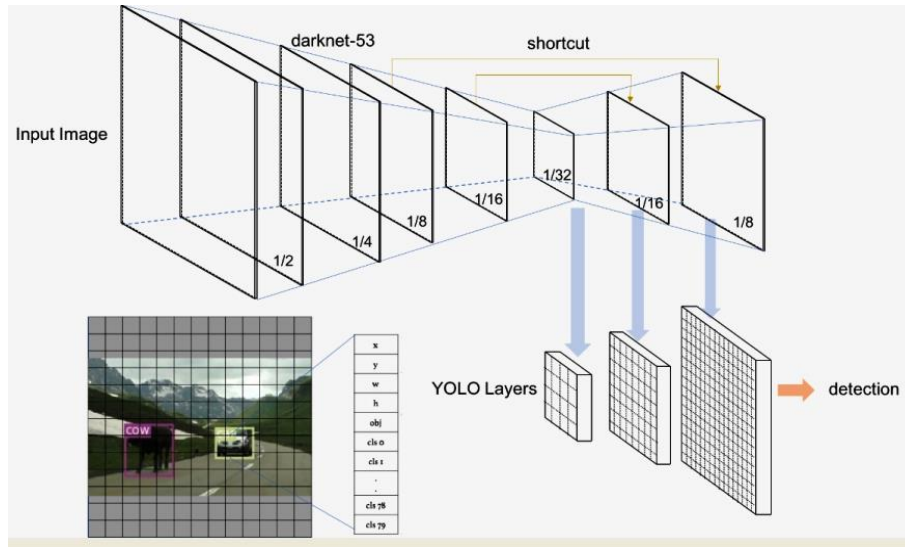 darknet-53
shortcut
Input Image
1/2
1/4
1/8
1/16
1/32
1/16
1/8
YOLO Layers
detection
COW
x
y
w
h
obj
cls 0
cls 1
.
.
cls 78
cls 79